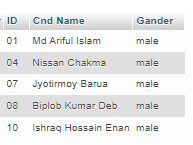 ID Cnd Name Gander
01 Md Ariful Islam male
04 Nissan Chakma male
07 Jyotirmoy Barua male
08 Biplob Kumar Deb male
10 Ishraq Hossain Enan male